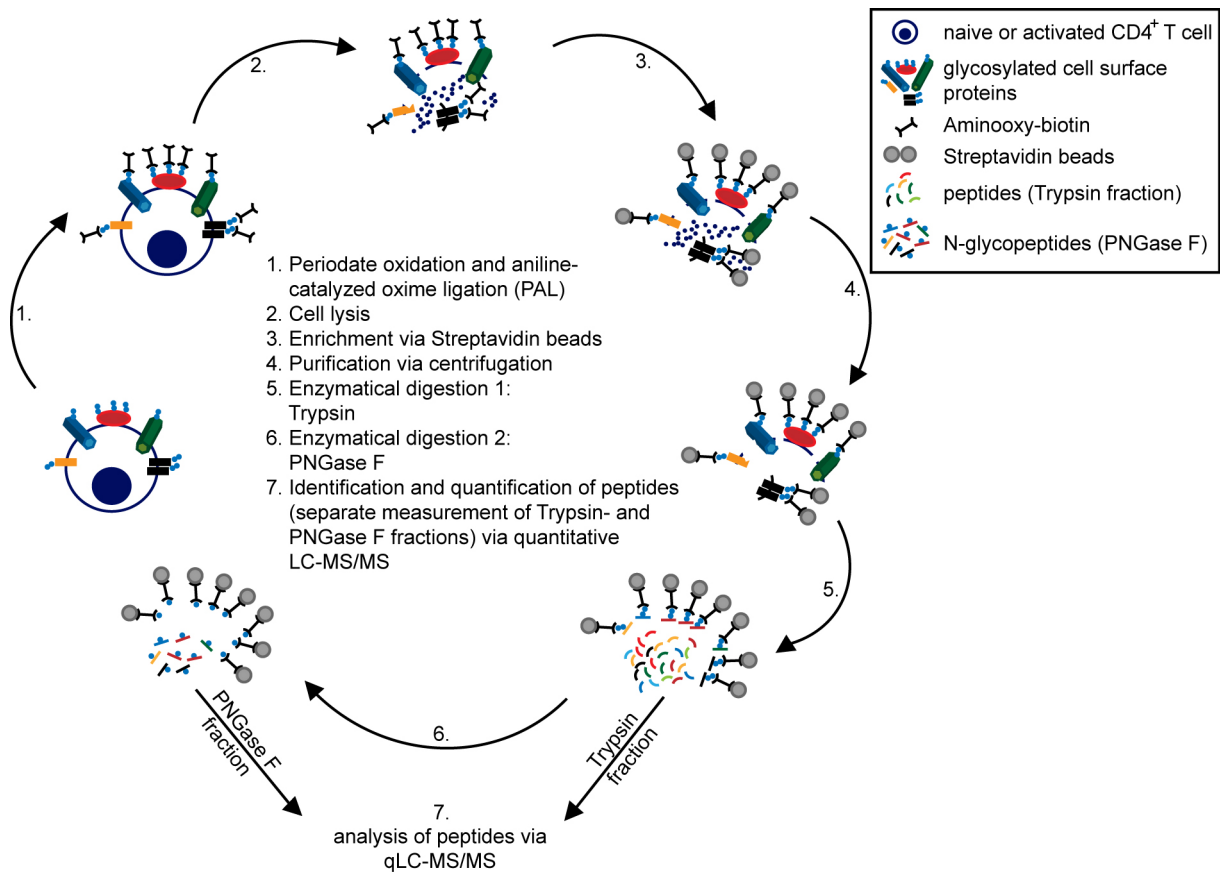 2.
3.
naive or activated CD4+ T cell
glycosylated cell surface
proteins
Aminooxy-biotin
Streptavidin beads
peptides (Trypsin fraction)
N-glycopeptides (PNGase F)
1. Periodate oxidation and aniline-
catalyzed oxime ligation (PAL)
2. Cell lysis
3. Enrichment via Streptavidin beads
4. Purification via centrifugation
5. Enzymatical digestion 1:
Trypsin
6. Enzymatical digestion 2:
PNGase F
7. Identification and quantification of peptides
(separate measurement of Trypsin- and
PNGase F fractions) via quantitative
LC-MS/MS
1.
4.
5.
6.
PNGase F
fraction
Trypsin
fraction
7.
analysis of peptides via
qLC-MS/MS